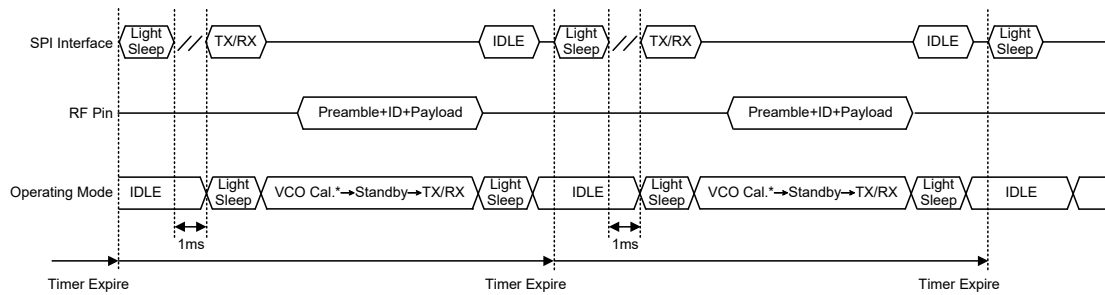 SPI Interface
Light
Sleep
TX/RX
IDLE
Light
Sleep
TX/RX
IDLE
Light
Sleep
RF Pin
Preamble+ID+Payload
Preamble+ID+Payload
Operating Mode
IDLE
Light
Sleep
VCO Cal.*→Standby→TX/RX
Light
Sleep
IDLE
Light
Sleep
VCO Cal.*→Standby→TX/RX
Light
Sleep
IDLE
1ms
1ms
Timer Expire
Timer Expire
Timer Expire